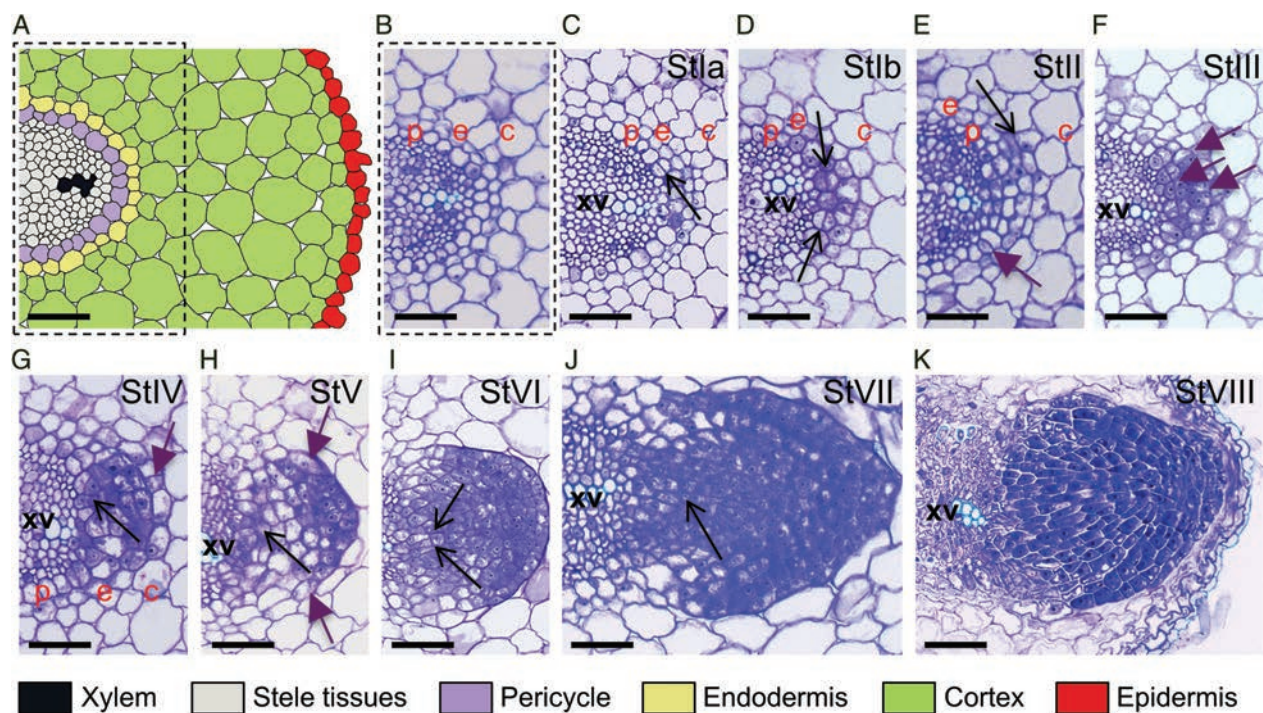 A B C D E F
StIa StIb StII StIII
p e c p e c p e c e p c
xv xv xv
G H I J K
StIV StV StVI StVII StVIII
xv xv xv xv
p e c
Xylem Stele tissues Pericycle Endodermis Cortex Epidermis